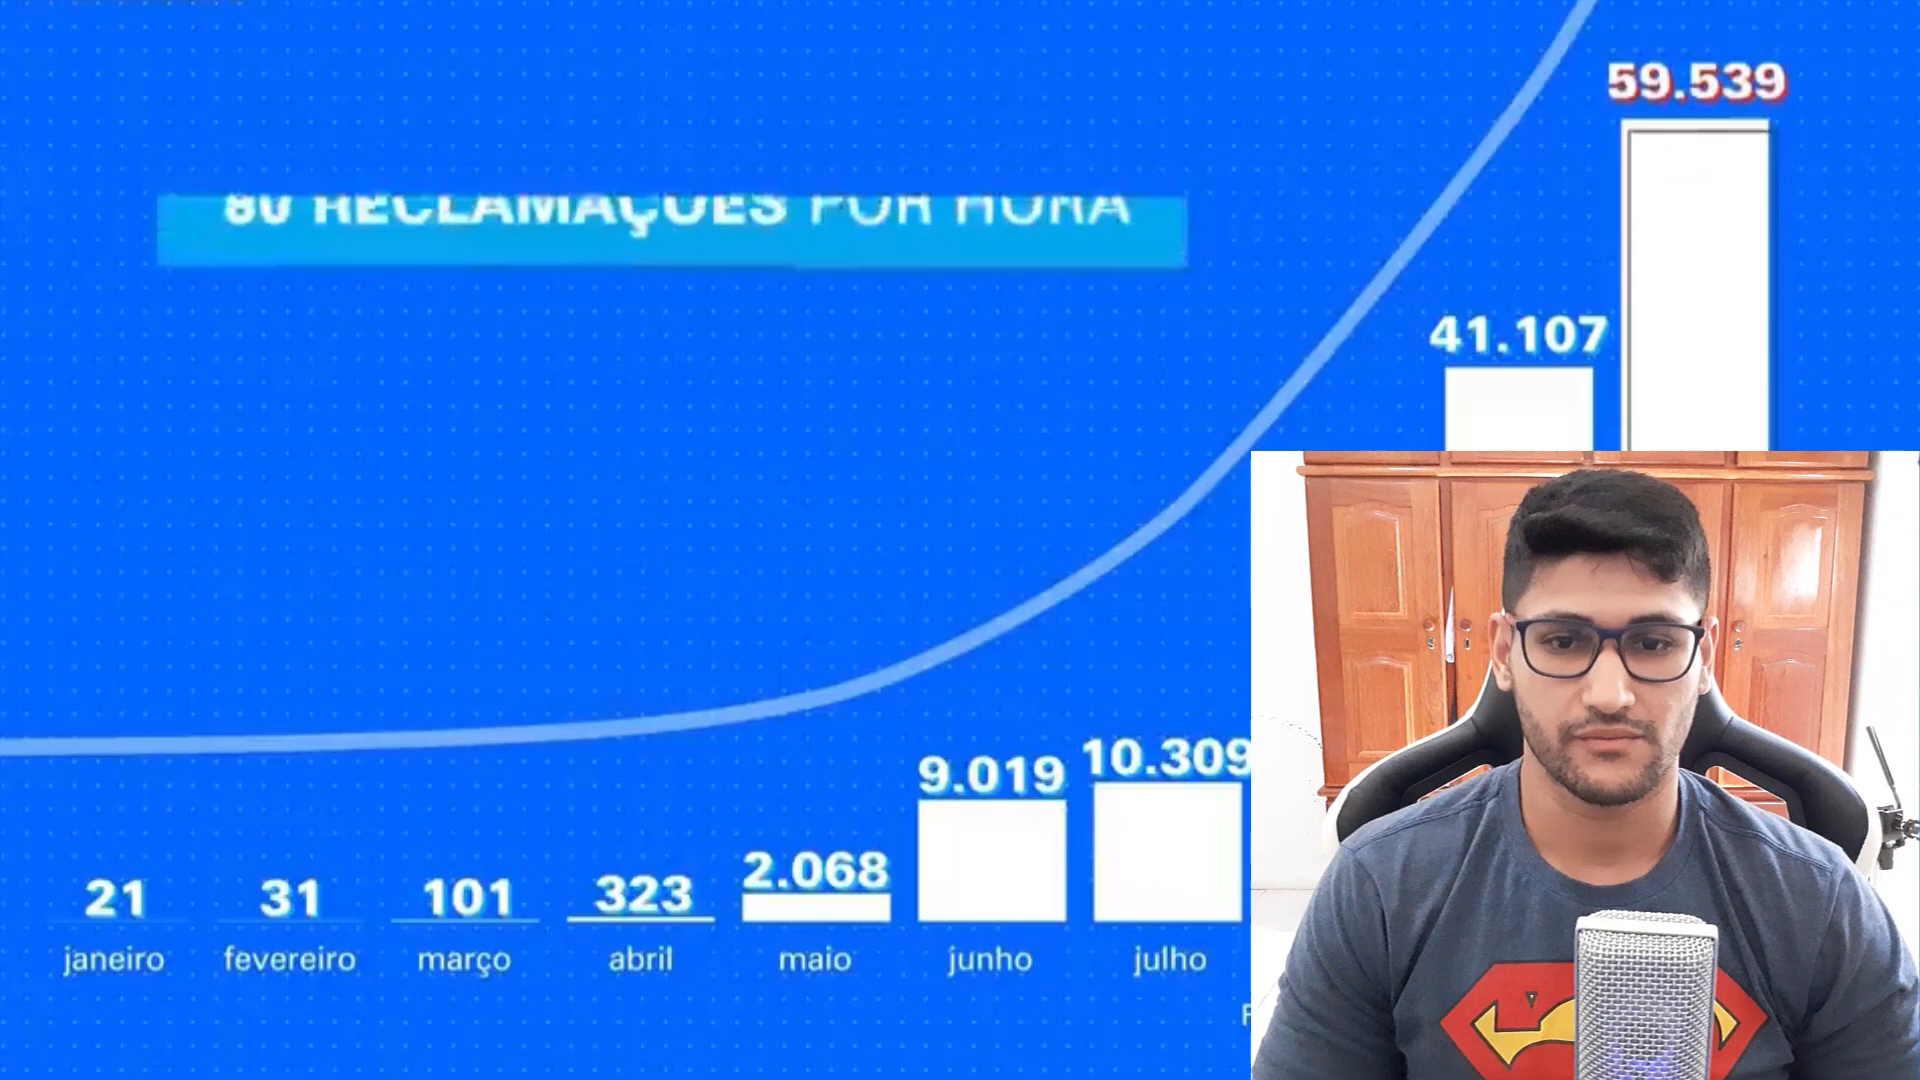 59.539
80 RECLAMAÇÕES POR HORA
41.107
10.309
9.019
2.068
21 31 101 323
janeiro fevereiro março abril maio junho julho